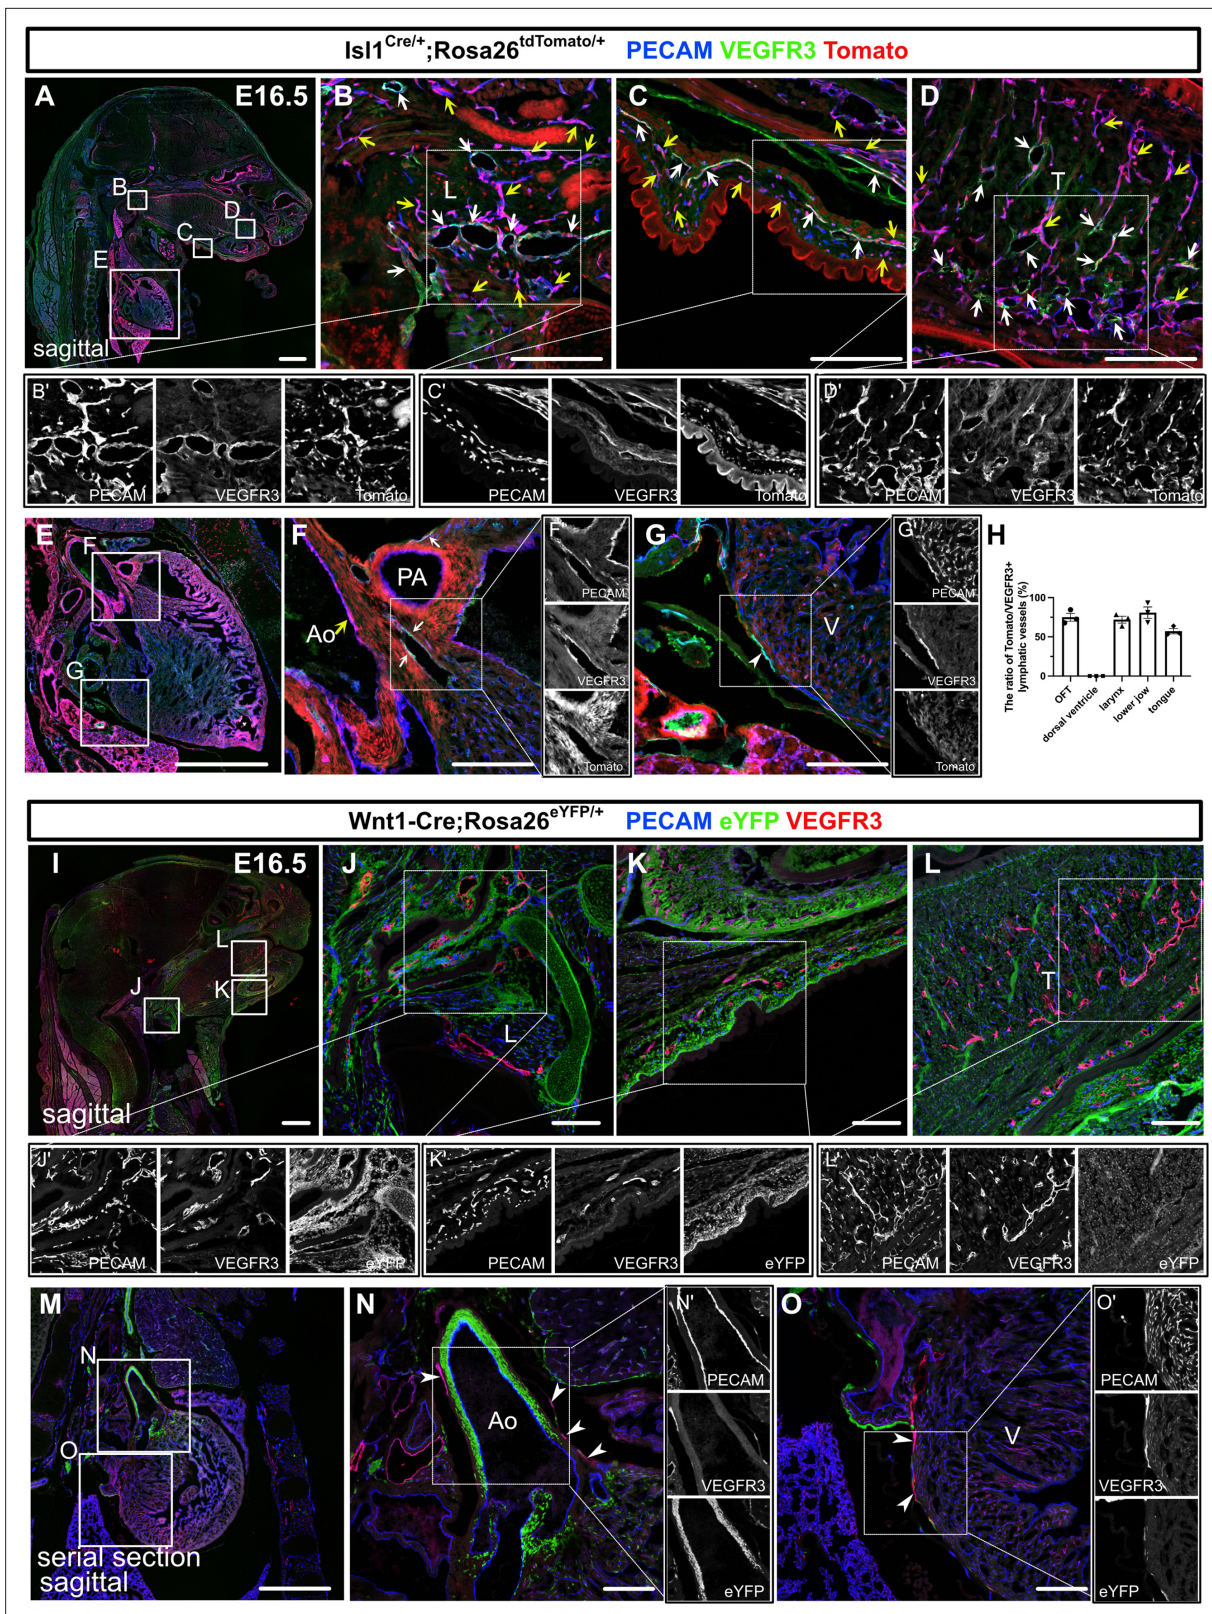 Isl1Cre/+;Rosa26tdTomato/+ PECAM VEGFR3 Tomato
A E16.5
B
D
C
E
sagittal
B
L
C
D
T
B'
PECAM
VEGFR3
Tomato
C'
PECAM
VEGFR3
Tomato
D'
PECAM
VEGFR3
Tomato
E
F
G
F
PA
Ao
F'
PECAM
VEGFR3
Tomato
G
V
G'
PECAM
VEGFR3
Tomato
H
The ratio of Tomato/VEGFR3+
lymphatic vessels (%)
100
75
50
25
0
OFT
dorsal ventricle
larynx
lower jow
tongue
Wnt1-Cre;Rosa26eYFP/+ PECAM eYFP VEGFR3
I E16.5
L
K
J
sagittal
J
L
K
L
T
J'
PECAM
VEGFR3
eYFP
K'
PECAM
VEGFR3
eYFP
L'
PECAM
VEGFR3
eYFP
M
N
O
serial section
sagittal
N
Ao
N'
PECAM
VEGFR3
eYFP
O
V
O'
PECAM
VEGFR3
eYFP